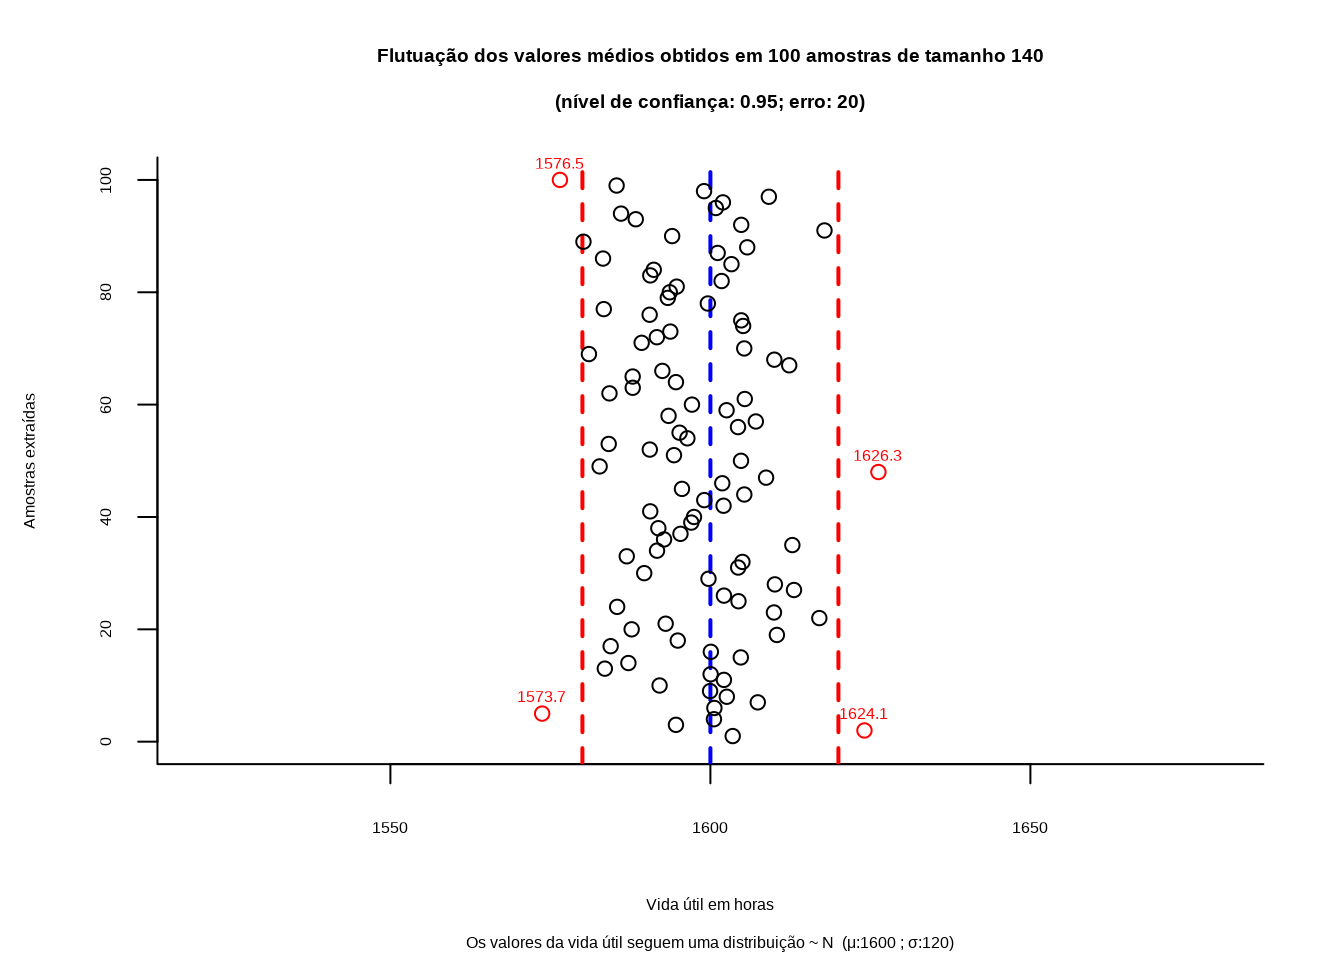 Flutuação dos valores médios obtidos em 100 amostras de tamanho 140
(nível de confiança: 0.95; erro: 20)
1576.5
1626.3
1573.7
1624.1
Amostras extraídas
100
80
60
40
20
0
1550
1600
1650
Vida útil em horas
Os valores da vida útil seguem uma distribuição ~ N (μ:1600 ; σ:120)